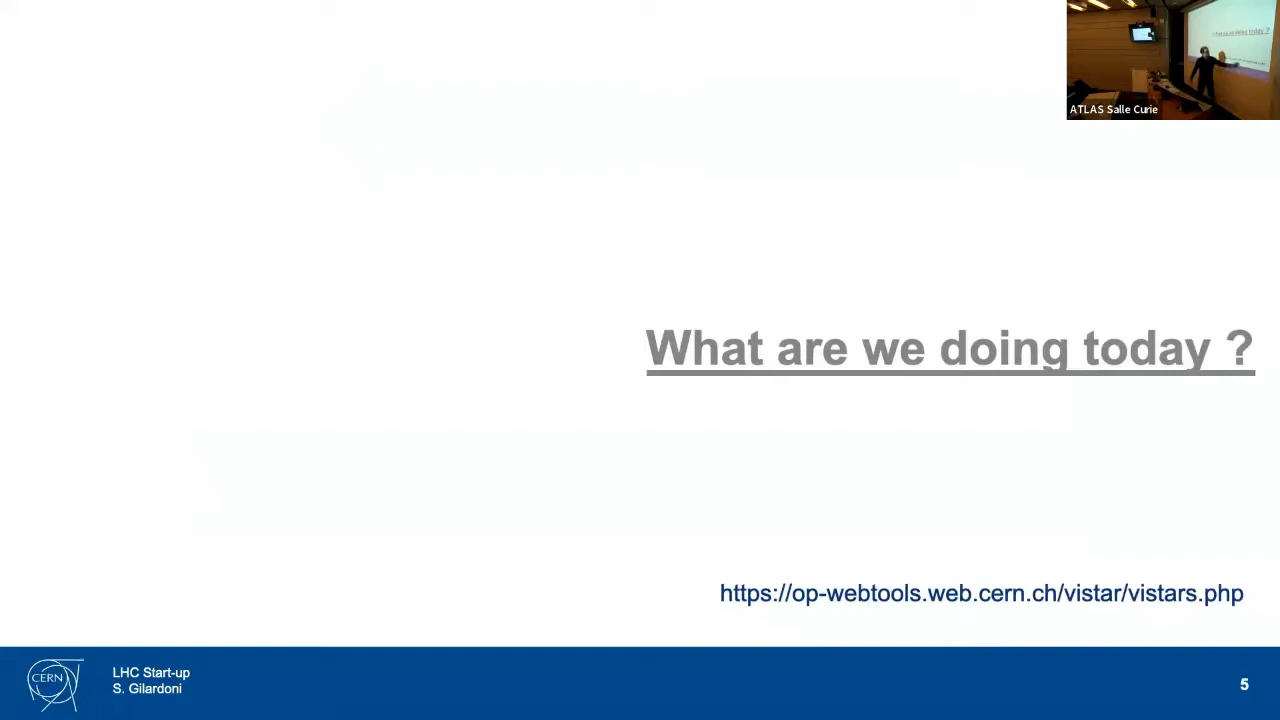 ATLAS Salle Curie
What are we doing today ?
https://op-webtools.web.cern.ch/vistar/vistars.php
CERN
LHC Start-up
S. Gilardoni
5